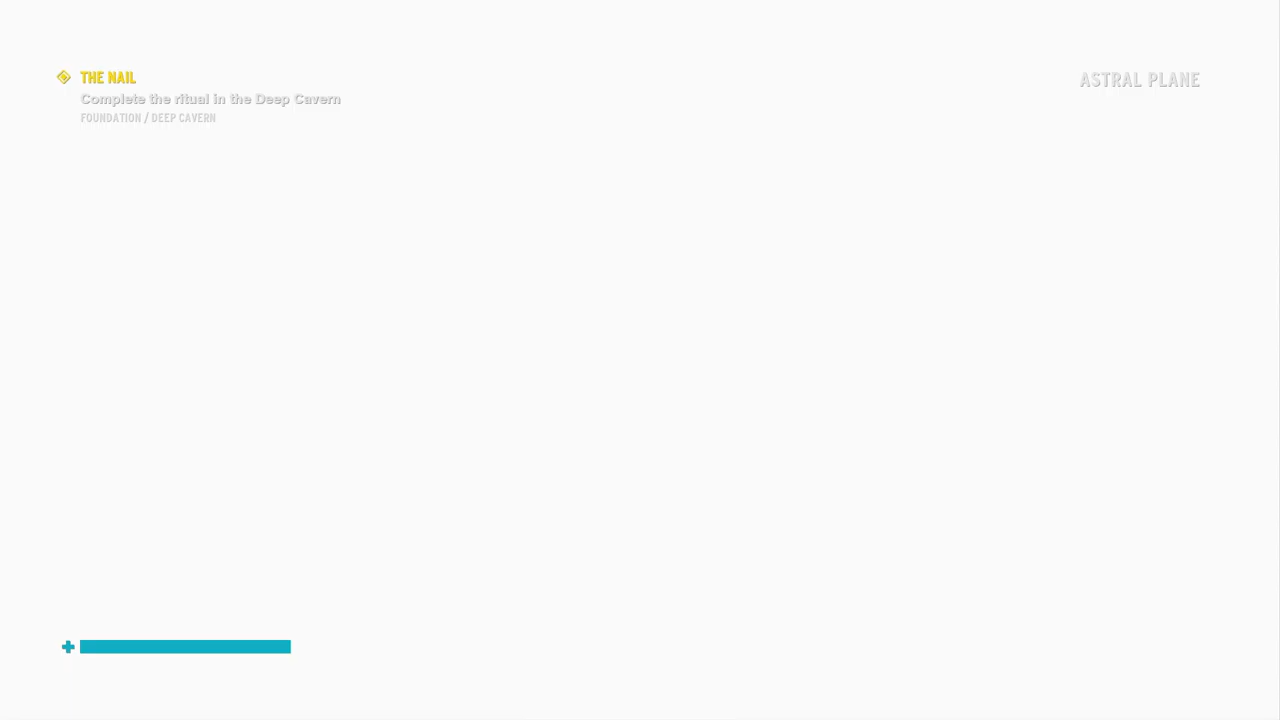 THE NAIL
Complete the ritual in the Deep Cavern
FOUNDATION / DEEP CAVERN
ASTRAL PLANE